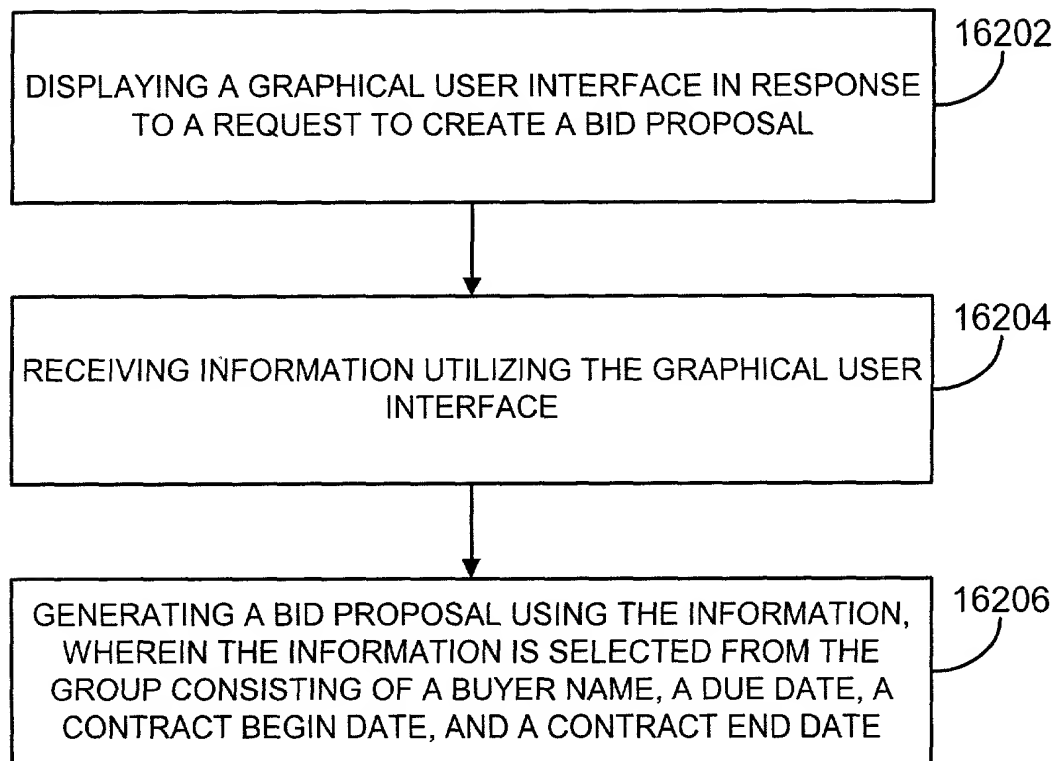 16202
DISPLAYING A GRAPHICAL USER INTERFACE IN RESPONSE
TO A REQUEST TO CREATE A BID PROPOSAL
16204
RECEIVING INFORMATION UTILIZING THE GRAPHICAL USER
INTERFACE
16206
GENERATING A BID PROPOSAL USING THE INFORMATION,
WHEREIN THE INFORMATION IS SELECTED FROM THE
GROUP CONSISTING OF A BUYER NAME, A DUE DATE, A
CONTRACT BEGIN DATE, AND A CONTRACT END DATE